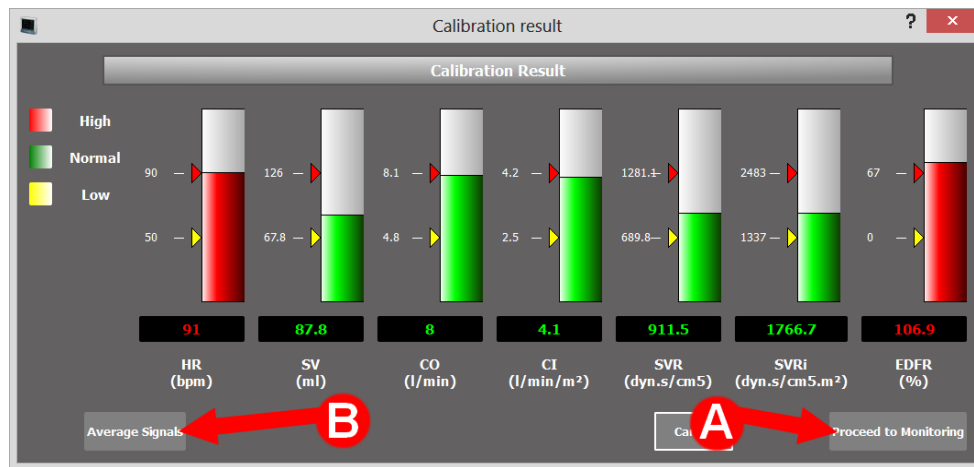 Calibration result
? ×
Calibration Result
High
Normal
Low
90 126 8.1 4.2 1281.1 2483 67
50 67.8 4.8 2.5 689.8 1337 0
91 87.8 8 4.1 911.5 1766.7 106.9
HR SV CO CI SVR SVRi EDFR
(bpm) (ml) (l/min) (l/min/m²) (dyn.s/cm5) (dyn.s/cm5.m²) (%)
Average Signals B A Proceed to Monitoring